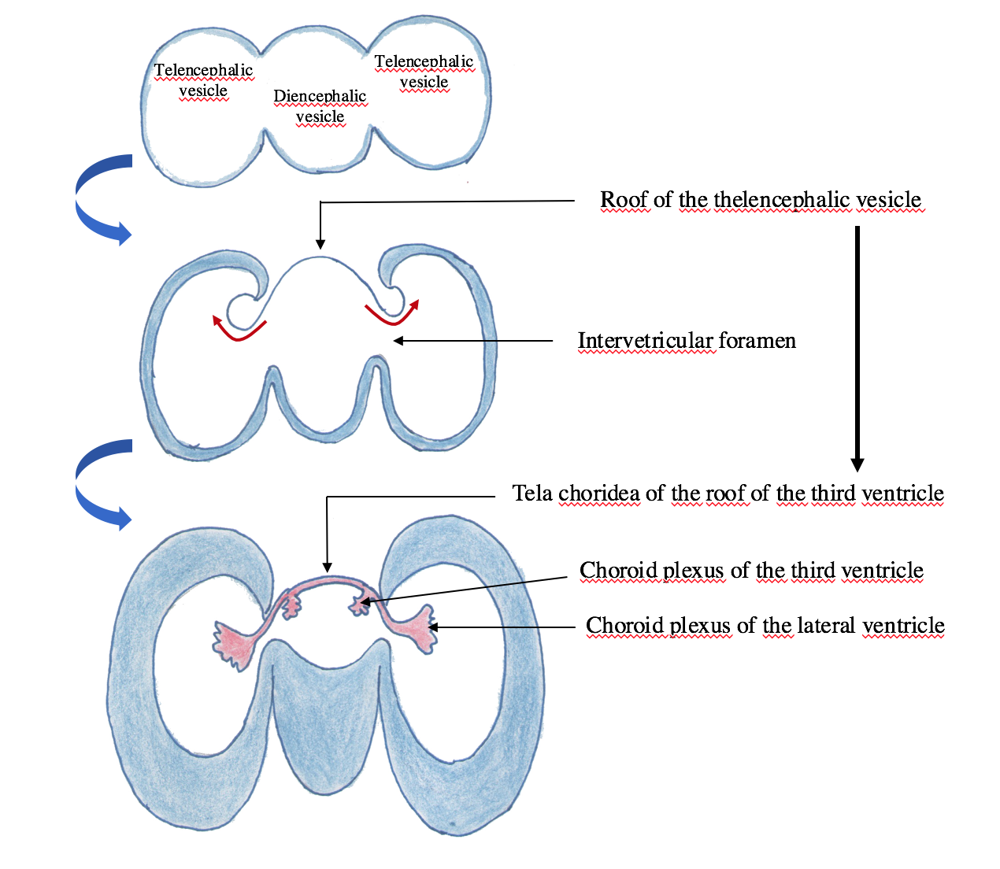 Telencephalic
vesicle
Diencephalic
vesicle
Telencephalic
vesicle
Roof of the thelencephalic vesicle
Intervetricular foramen
Tela choridea of the roof of the third ventricle
Choroid plexus of the third ventricle
Choroid plexus of the lateral ventricle